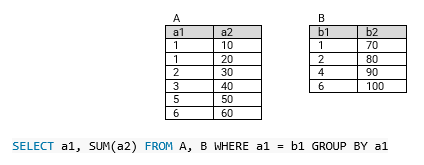 A B
a1 a2 b1 b2
1 10 1 70
1 20 2 80
2 30 4 90
3 40 6 100
5 50
6 60
SELECT a1, SUM(a2) FROM A, B WHERE a1 = b1 GROUP BY a1